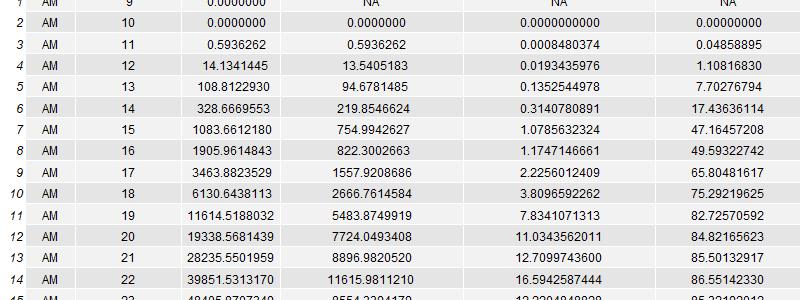 1 AM 9 0.0000000 NA NA NA
2 AM 10 0.0000000 0.0000000 0.0000000000 0.00000000
3 AM 11 0.5936262 0.5936262 0.0008480374 0.04858895
4 AM 12 14.1341445 13.5405183 0.0193435976 1.10816830
5 AM 13 108.8122930 94.6781485 0.1352544978 7.70276794
6 AM 14 328.6669553 219.8546624 0.3140780891 17.43636114
7 AM 15 1083.6612180 754.9942627 1.0785632324 47.16457208
8 AM 16 1905.9614843 822.3002663 1.1747146661 49.59322742
9 AM 17 3463.8823529 1557.9208686 2.2256012409 65.80481617
10 AM 18 6130.6438113 2666.7614584 3.8096592262 75.29219625
11 AM 19 11614.5188032 5483.8749919 7.8341071313 82.72570592
12 AM 20 19338.5681439 7724.0493408 11.0343562011 84.82165623
13 AM 21 28235.5501959 8896.9820520 12.7099743600 85.50132917
14 AM 22 39851.5313170 11615.9811210 16.5942587444 86.55142330
15 AM 23